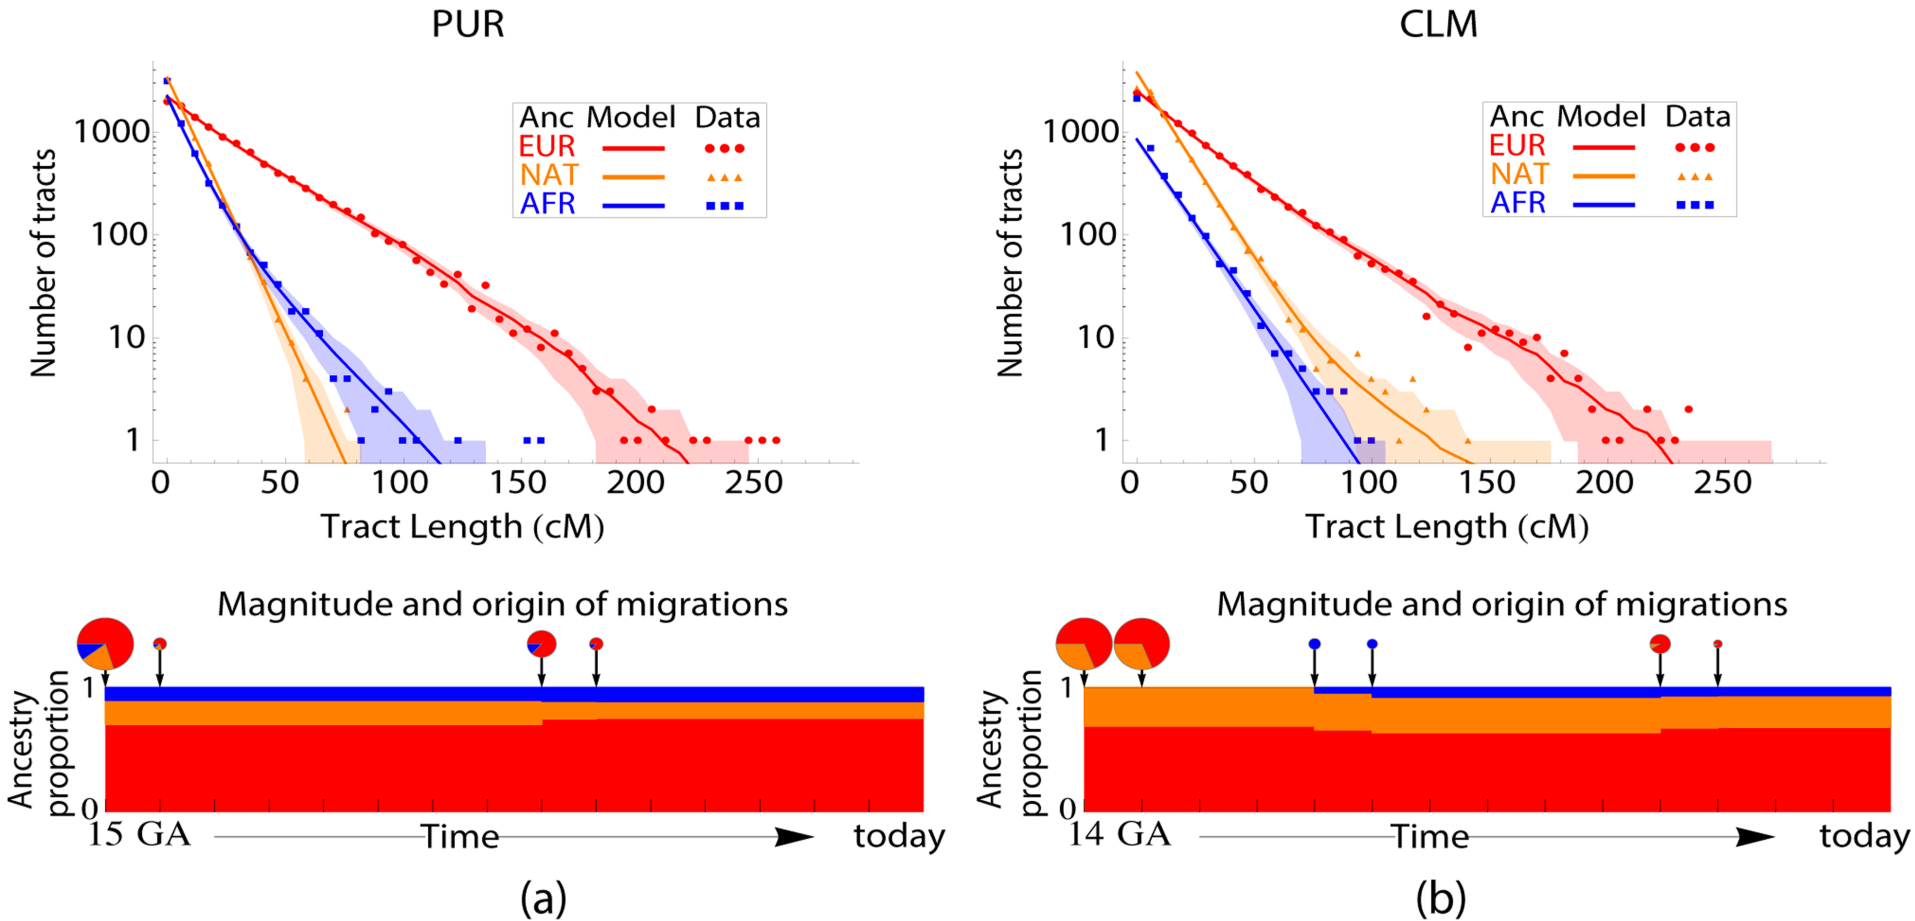 PUR
Number of tracts
1000
100
10
1
Anc Model Data
EUR
NAT
AFR
0 50 100 150 200 250
Tract Length (cM)
Magnitude and origin of migrations
Ancestry
proportion
1
0
15 GA
Time
today
(a)
CLM
Number of tracts
1000
100
10
1
Anc Model Data
EUR
NAT
AFR
0 50 100 150 200 250
Tract Length (cM)
Magnitude and origin of migrations
Ancestry
proportion
1
0
14 GA
Time
today
(b)